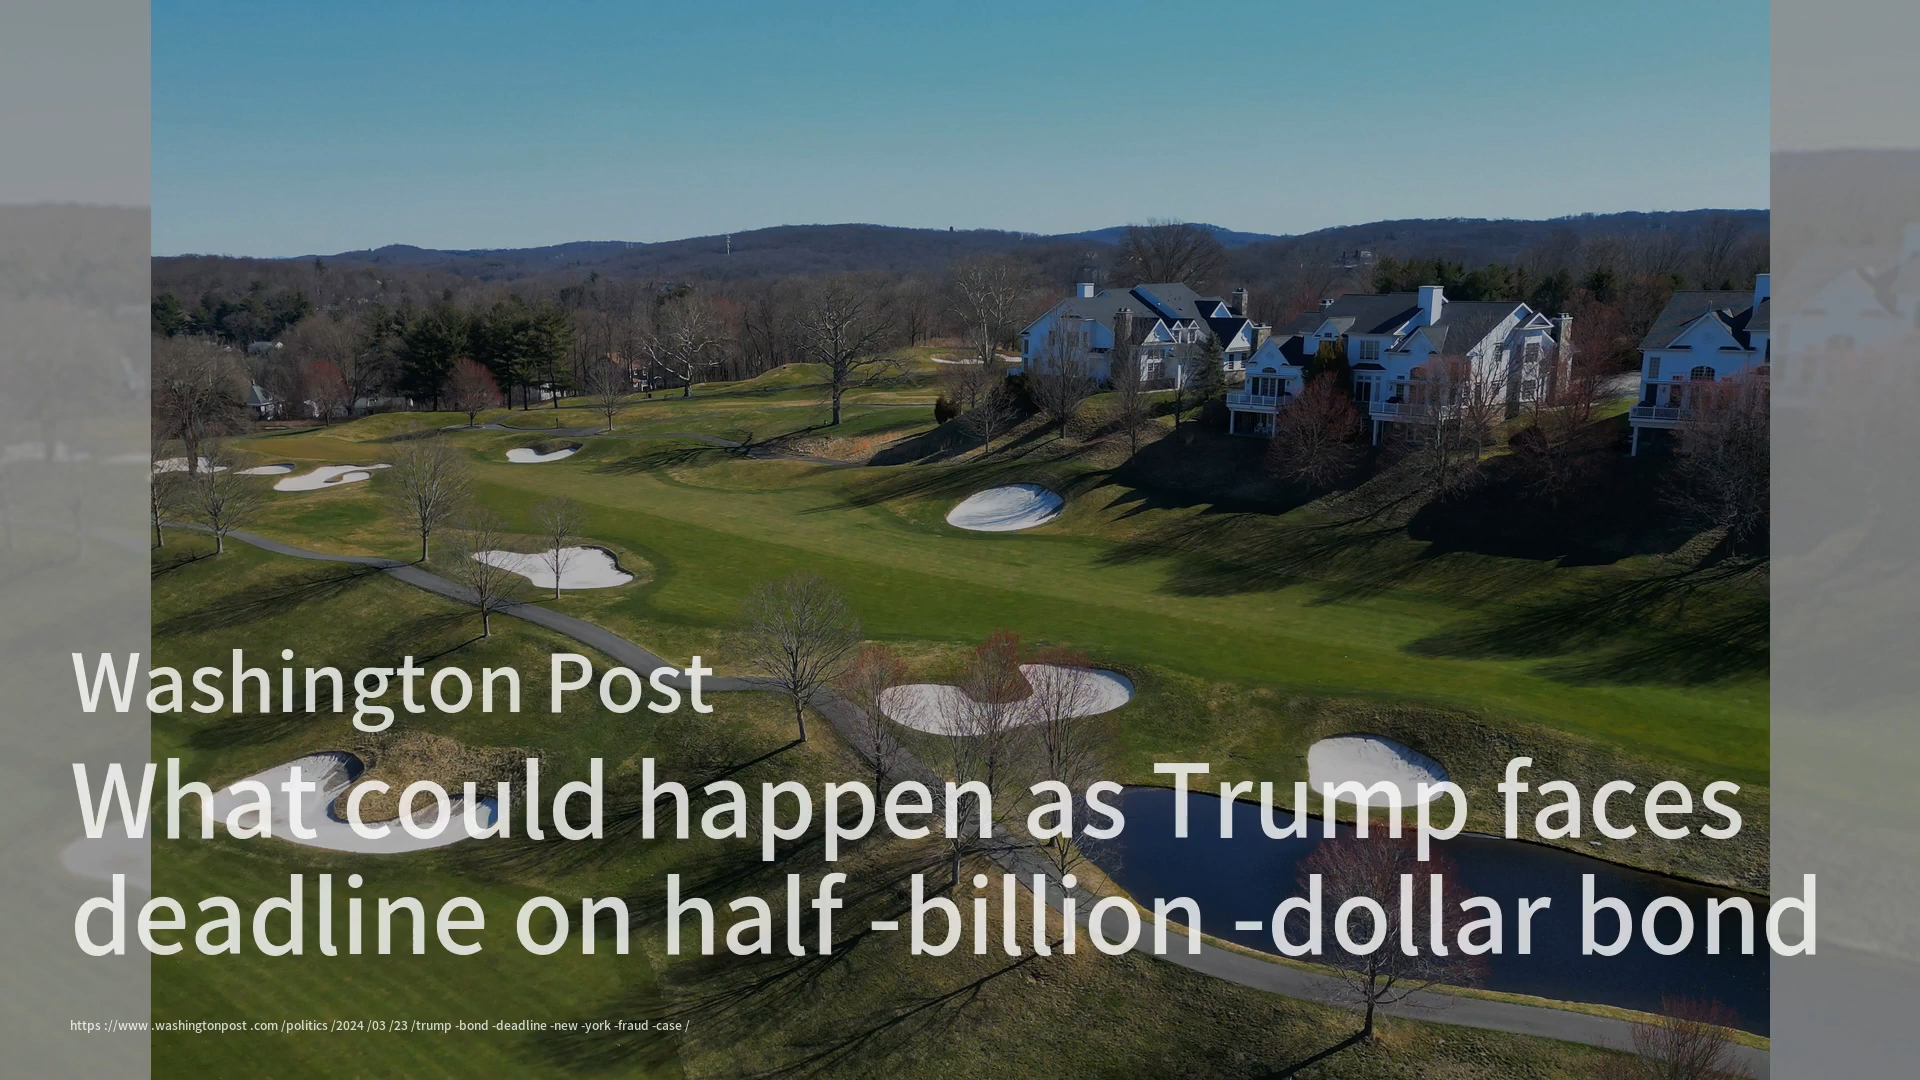 Washington Post
What could happen as Trump faces
deadline on half -billion -dollar bond
https ://www .washingtonpost .com /politics /2024 /03 /23 /trump -bond -deadline -new -york -fraud -case /